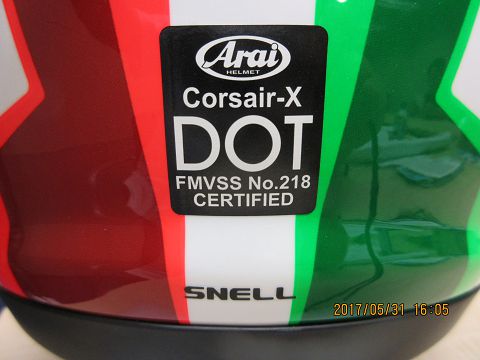 Arai
HELMET
Corsair-X
DOT
FMVSS No.218
CERTIFIED
SNELL
2017/05/31 16:05